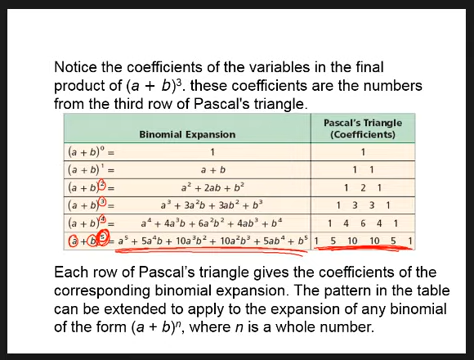 Notice the coefficients of the variables in the final
product of (a + b)³. these coefficients are the numbers
from the third row of Pascal's triangle.
Binomial Expansion
Pascal's Triangle
(Coefficients)
(a + b)⁰ = 1 1
(a + b)¹ = a + b 1 1
(a + b)² = a² + 2ab + b² 1 2 1
(a + b)³ = a³ + 3a²b + 3ab² + b³ 1 3 3 1
(a + b)⁴ = a⁴ + 4a³b + 6a²b² + 4ab³ + b⁴ 1 4 6 4 1
(a + b)⁵ = a⁵ + 5a⁴b + 10a³b² + 10a²b³ + 5ab⁴ + b⁵ 1 5 10 10 5 1
Each row of Pascal's triangle gives the coefficients of the
corresponding binomial expansion. The pattern in the table
can be extended to apply to the expansion of any binomial
of the form (a + b)ⁿ, where n is a whole number.